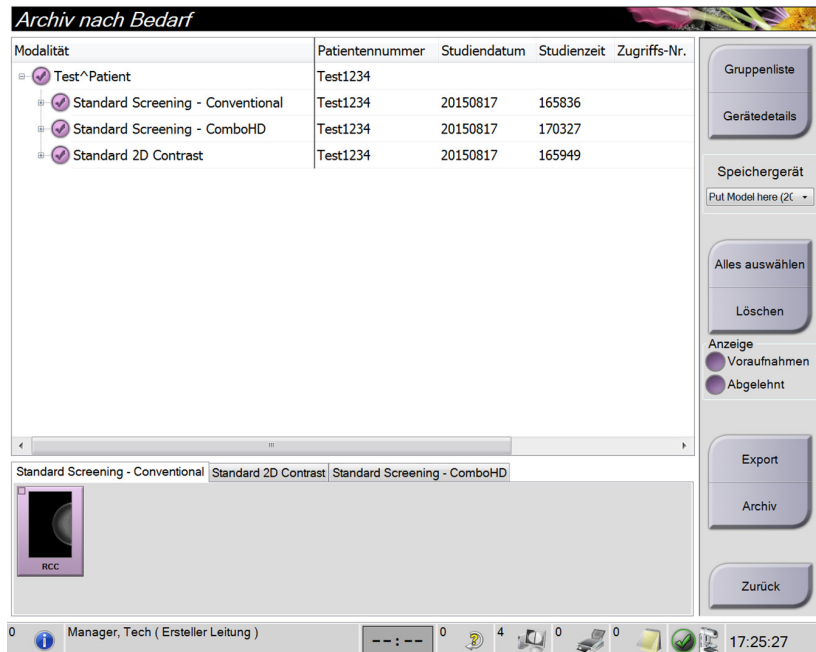 Archiv nach Bedarf
Modalität Patientennummer Studiendatum Studienzeit Zugriffs-Nr.
Test^Patient Test1234
Standard Screening - Conventional Test1234 20150817 165836
Standard Screening - ComboHD Test1234 20150817 170327
Standard 2D Contrast Test1234 20150817 165949
Gruppenliste
Gerätedetails
Speichergerät
Put Model here (20
Alles auswählen
Löschen
Anzeige
Voraufnahmen
Abgelehnt
Export
Archiv
Zurück
Standard Screening - Conventional Standard 2D Contrast Standard Screening - ComboHD
RCC
0 Manager, Tech ( Ersteller Leitung ) --:-- 0 4 0 0 17:25:27